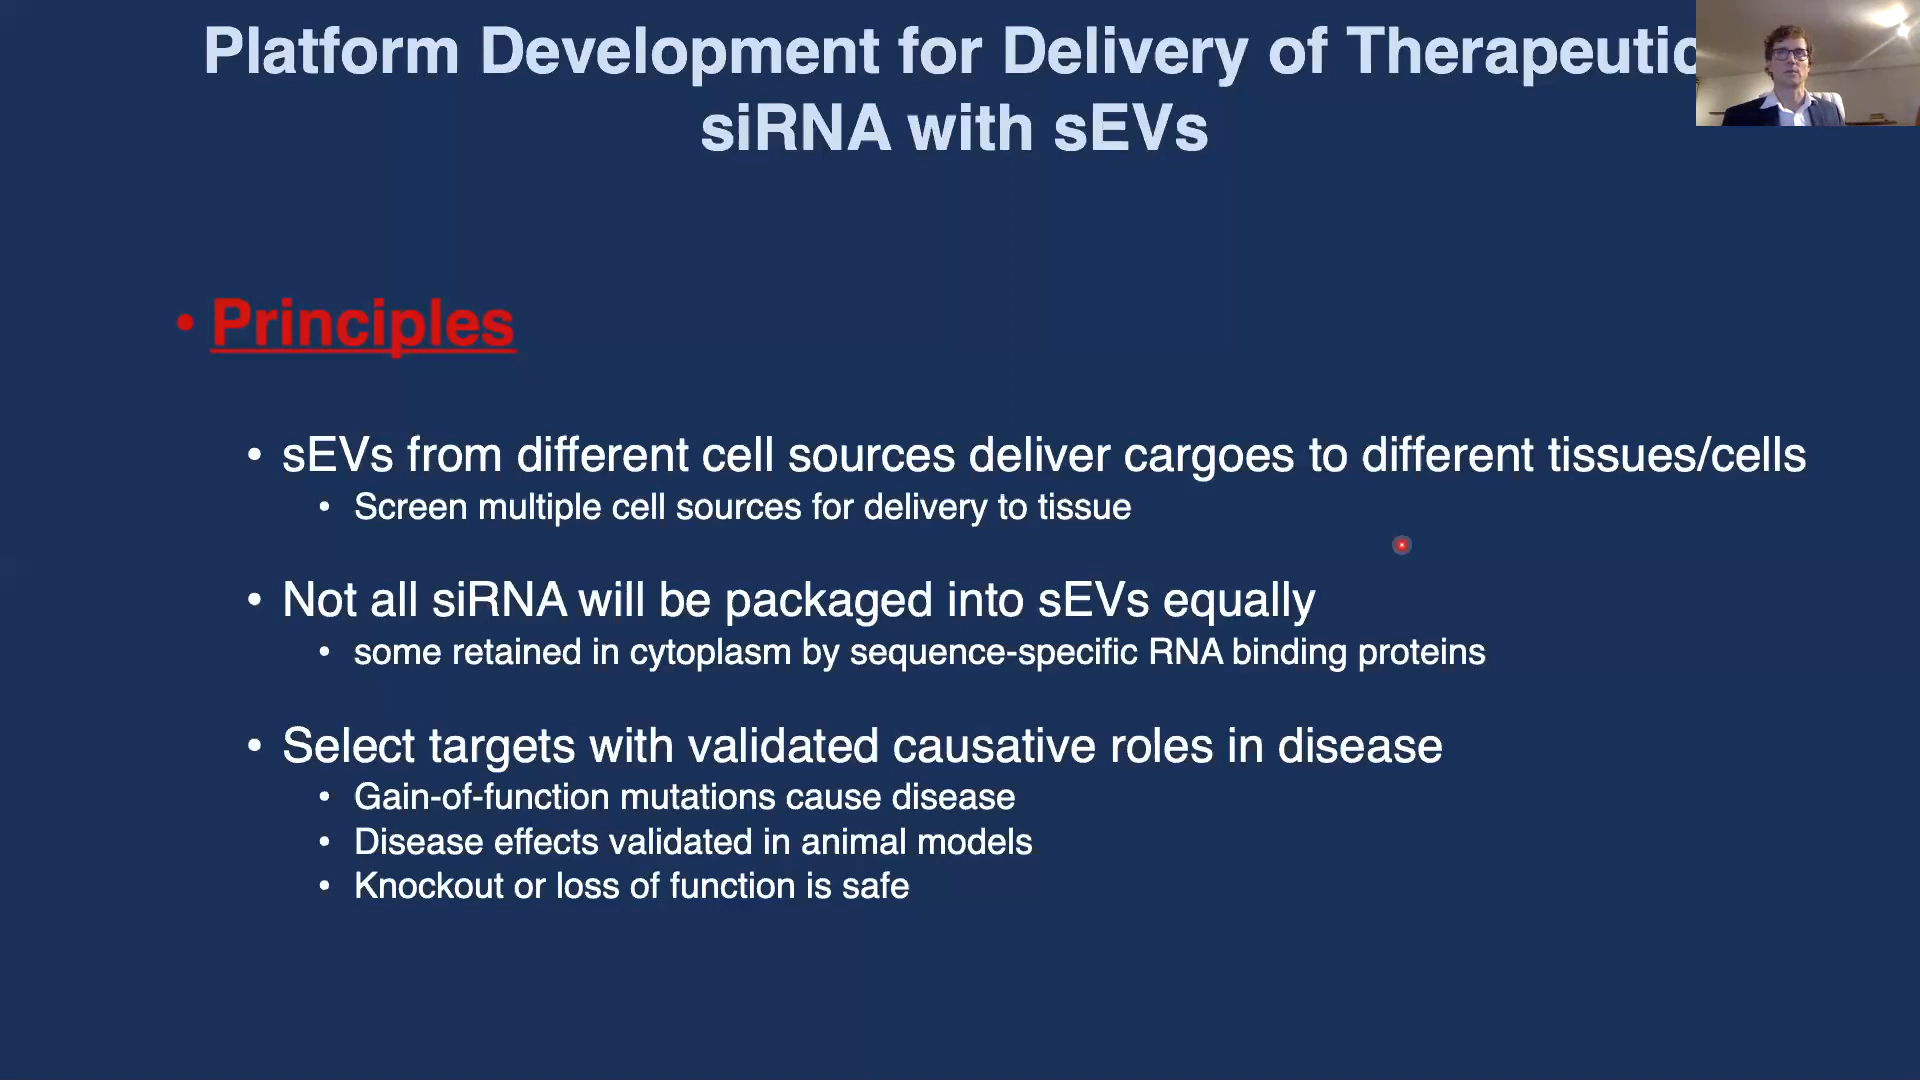 Platform Development for Delivery of Therapeutic
siRNA with sEVs
• Principles
• sEVs from different cell sources deliver cargoes to different tissues/cells
• Screen multiple cell sources for delivery to tissue
• Not all siRNA will be packaged into sEVs equally
• some retained in cytoplasm by sequence-specific RNA binding proteins
• Select targets with validated causative roles in disease
• Gain-of-function mutations cause disease
• Disease effects validated in animal models
• Knockout or loss of function is safe